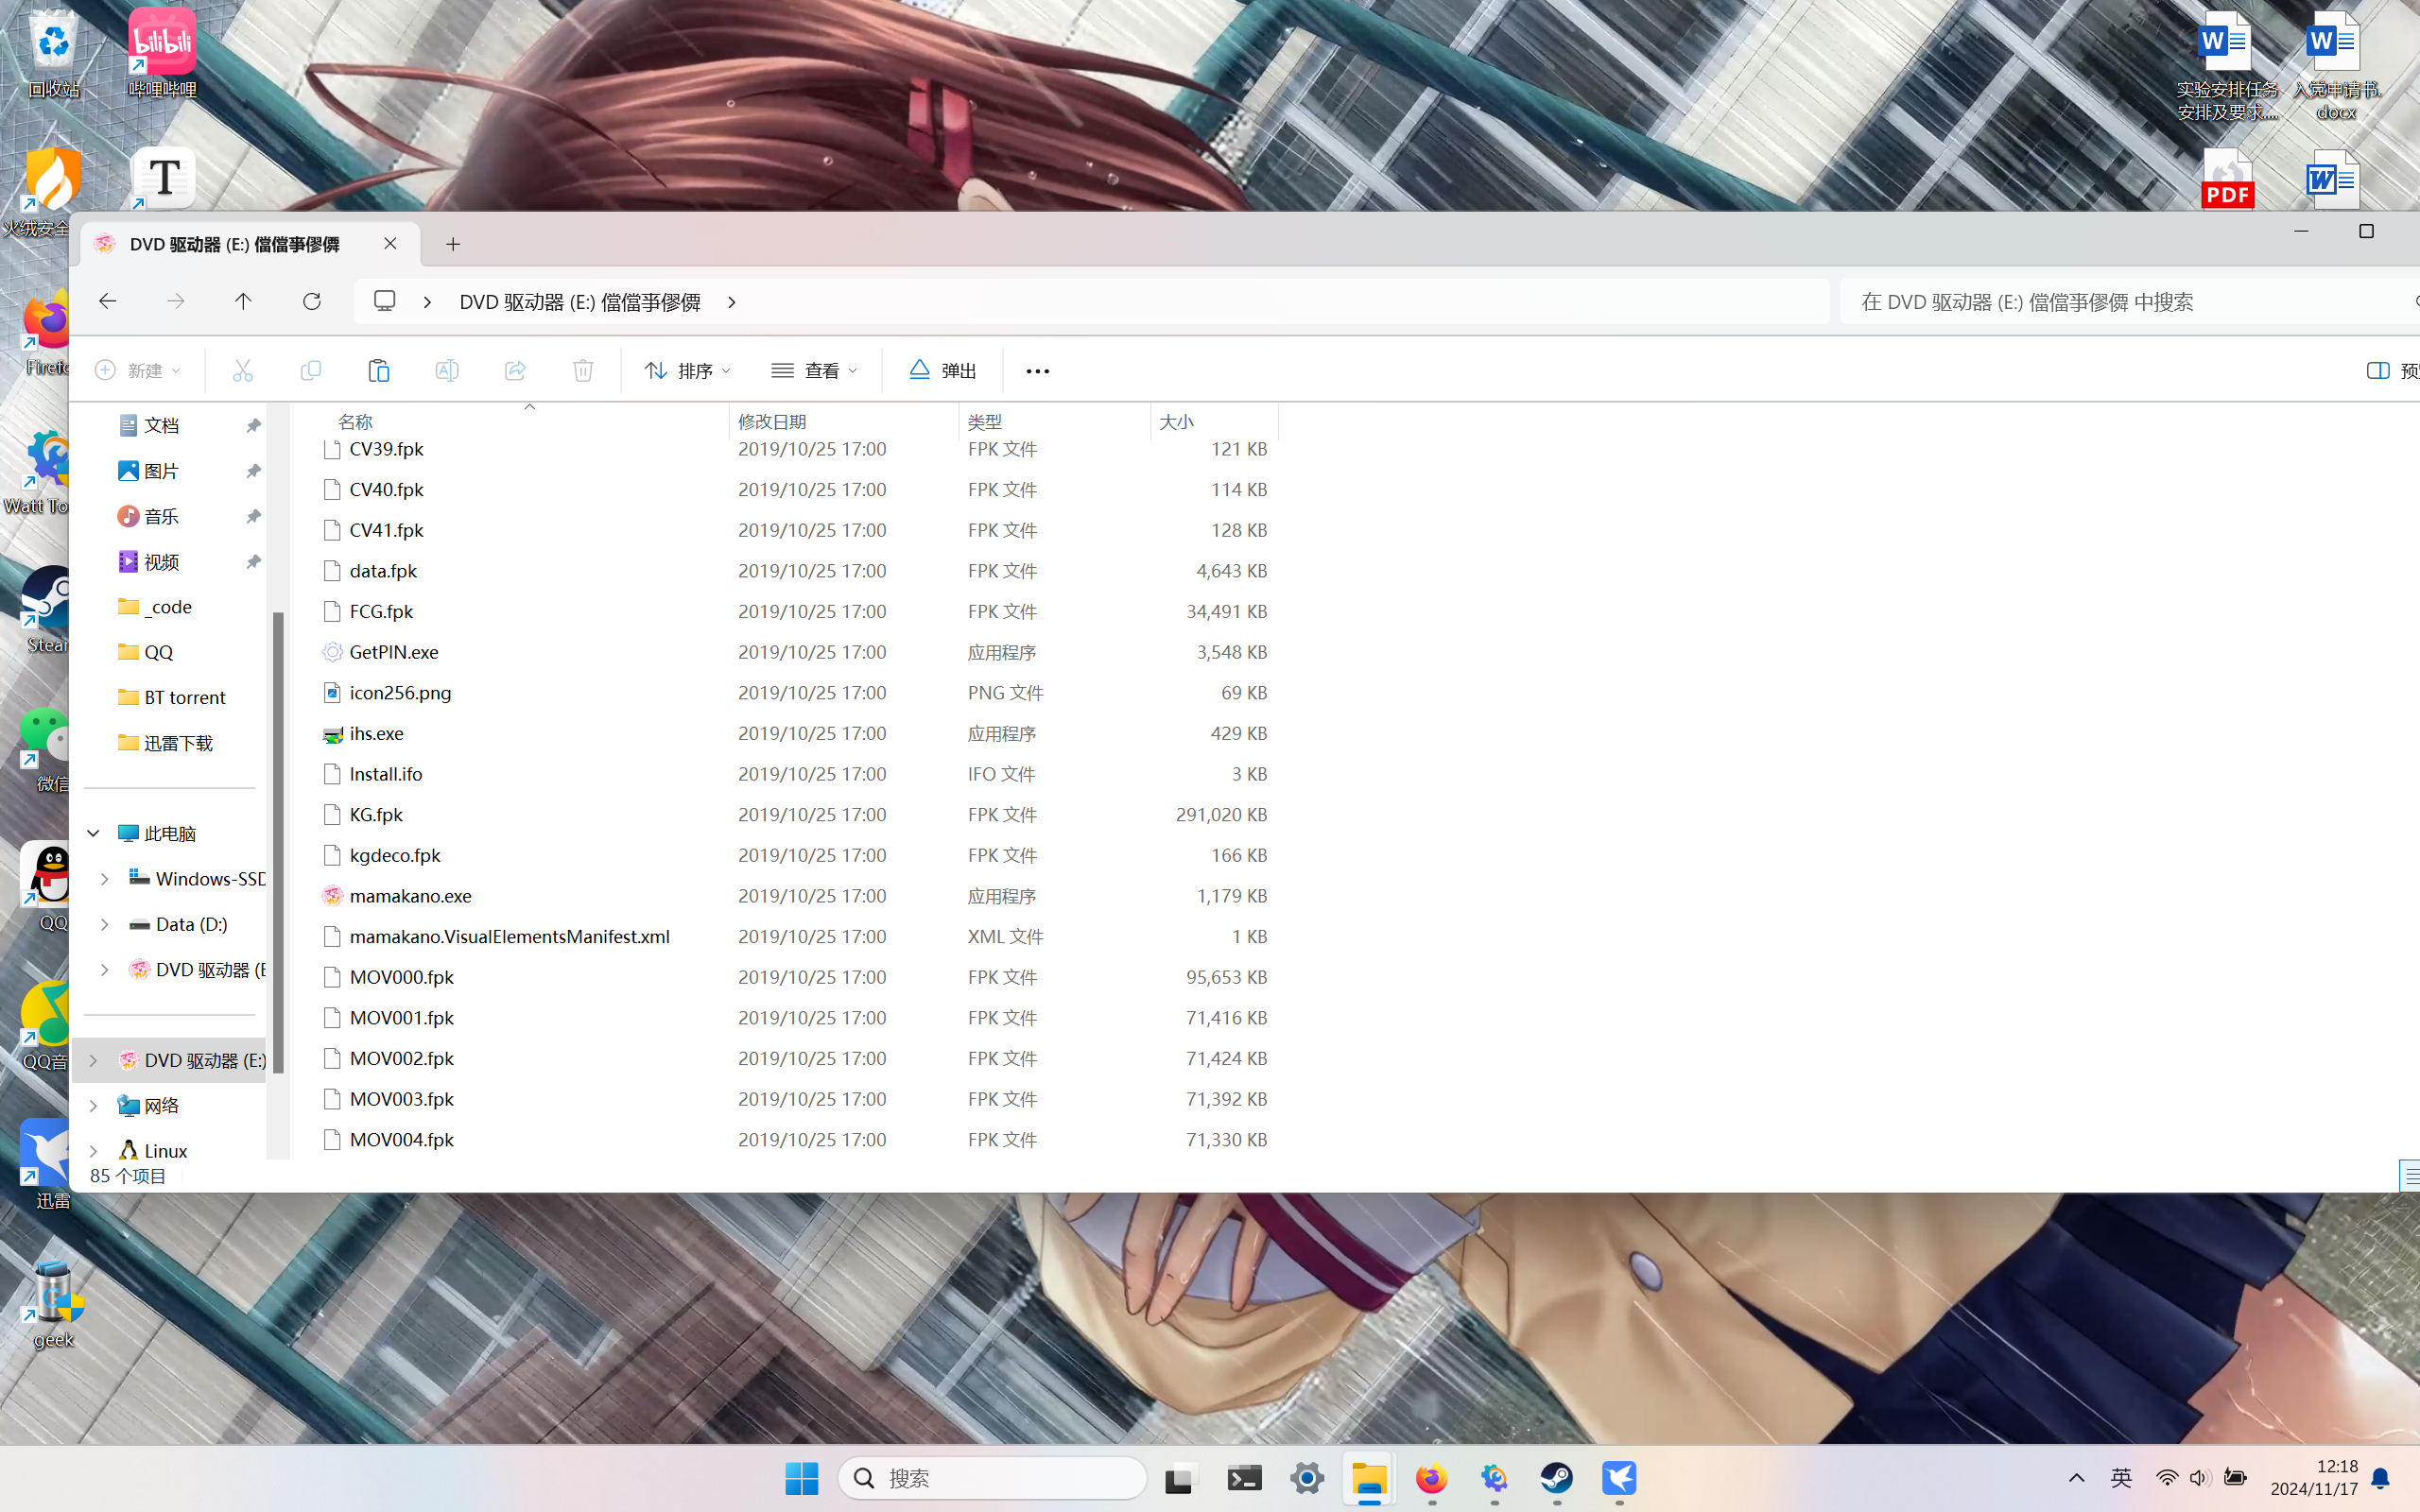 回收站
哔哩哔哩
实验安排任务
安排及要求....
入党申请书.
docx
PDF
火绒安全
Firefo
Watt To
Stear
微信
QQ
QQ音
迅雷
geek
DVD 驱动器 (E:) 儅儅亊僇僲
DVD 驱动器 (E:) 儅儅亊僇僲
在 DVD 驱动器 (E:) 儅儅亊僇僲 中搜索
新建
排序
查看
弹出
预览
文档
图片
音乐
视频
_code
QQ
BT torrent
迅雷下载
此电脑
Windows-SSD
Data (D:)
DVD 驱动器 (E
DVD 驱动器 (E:)
网络
Linux
名称 修改日期 类型 大小
CV39.fpk 2019/10/25 17:00 FPK 文件 121 KB
CV40.fpk 2019/10/25 17:00 FPK 文件 114 KB
CV41.fpk 2019/10/25 17:00 FPK 文件 128 KB
data.fpk 2019/10/25 17:00 FPK 文件 4,643 KB
FCG.fpk 2019/10/25 17:00 FPK 文件 34,491 KB
GetPIN.exe 2019/10/25 17:00 应用程序 3,548 KB
icon256.png 2019/10/25 17:00 PNG 文件 69 KB
ihs.exe 2019/10/25 17:00 应用程序 429 KB
Install.ifo 2019/10/25 17:00 IFO 文件 3 KB
KG.fpk 2019/10/25 17:00 FPK 文件 291,020 KB
kgdeco.fpk 2019/10/25 17:00 FPK 文件 166 KB
mamakano.exe 2019/10/25 17:00 应用程序 1,179 KB
mamakano.VisualElementsManifest.xml 2019/10/25 17:00 XML 文件 1 KB
MOV000.fpk 2019/10/25 17:00 FPK 文件 95,653 KB
MOV001.fpk 2019/10/25 17:00 FPK 文件 71,416 KB
MOV002.fpk 2019/10/25 17:00 FPK 文件 71,424 KB
MOV003.fpk 2019/10/25 17:00 FPK 文件 71,392 KB
MOV004.fpk 2019/10/25 17:00 FPK 文件 71,330 KB
85 个项目
搜索
英
12:18
2024/11/17